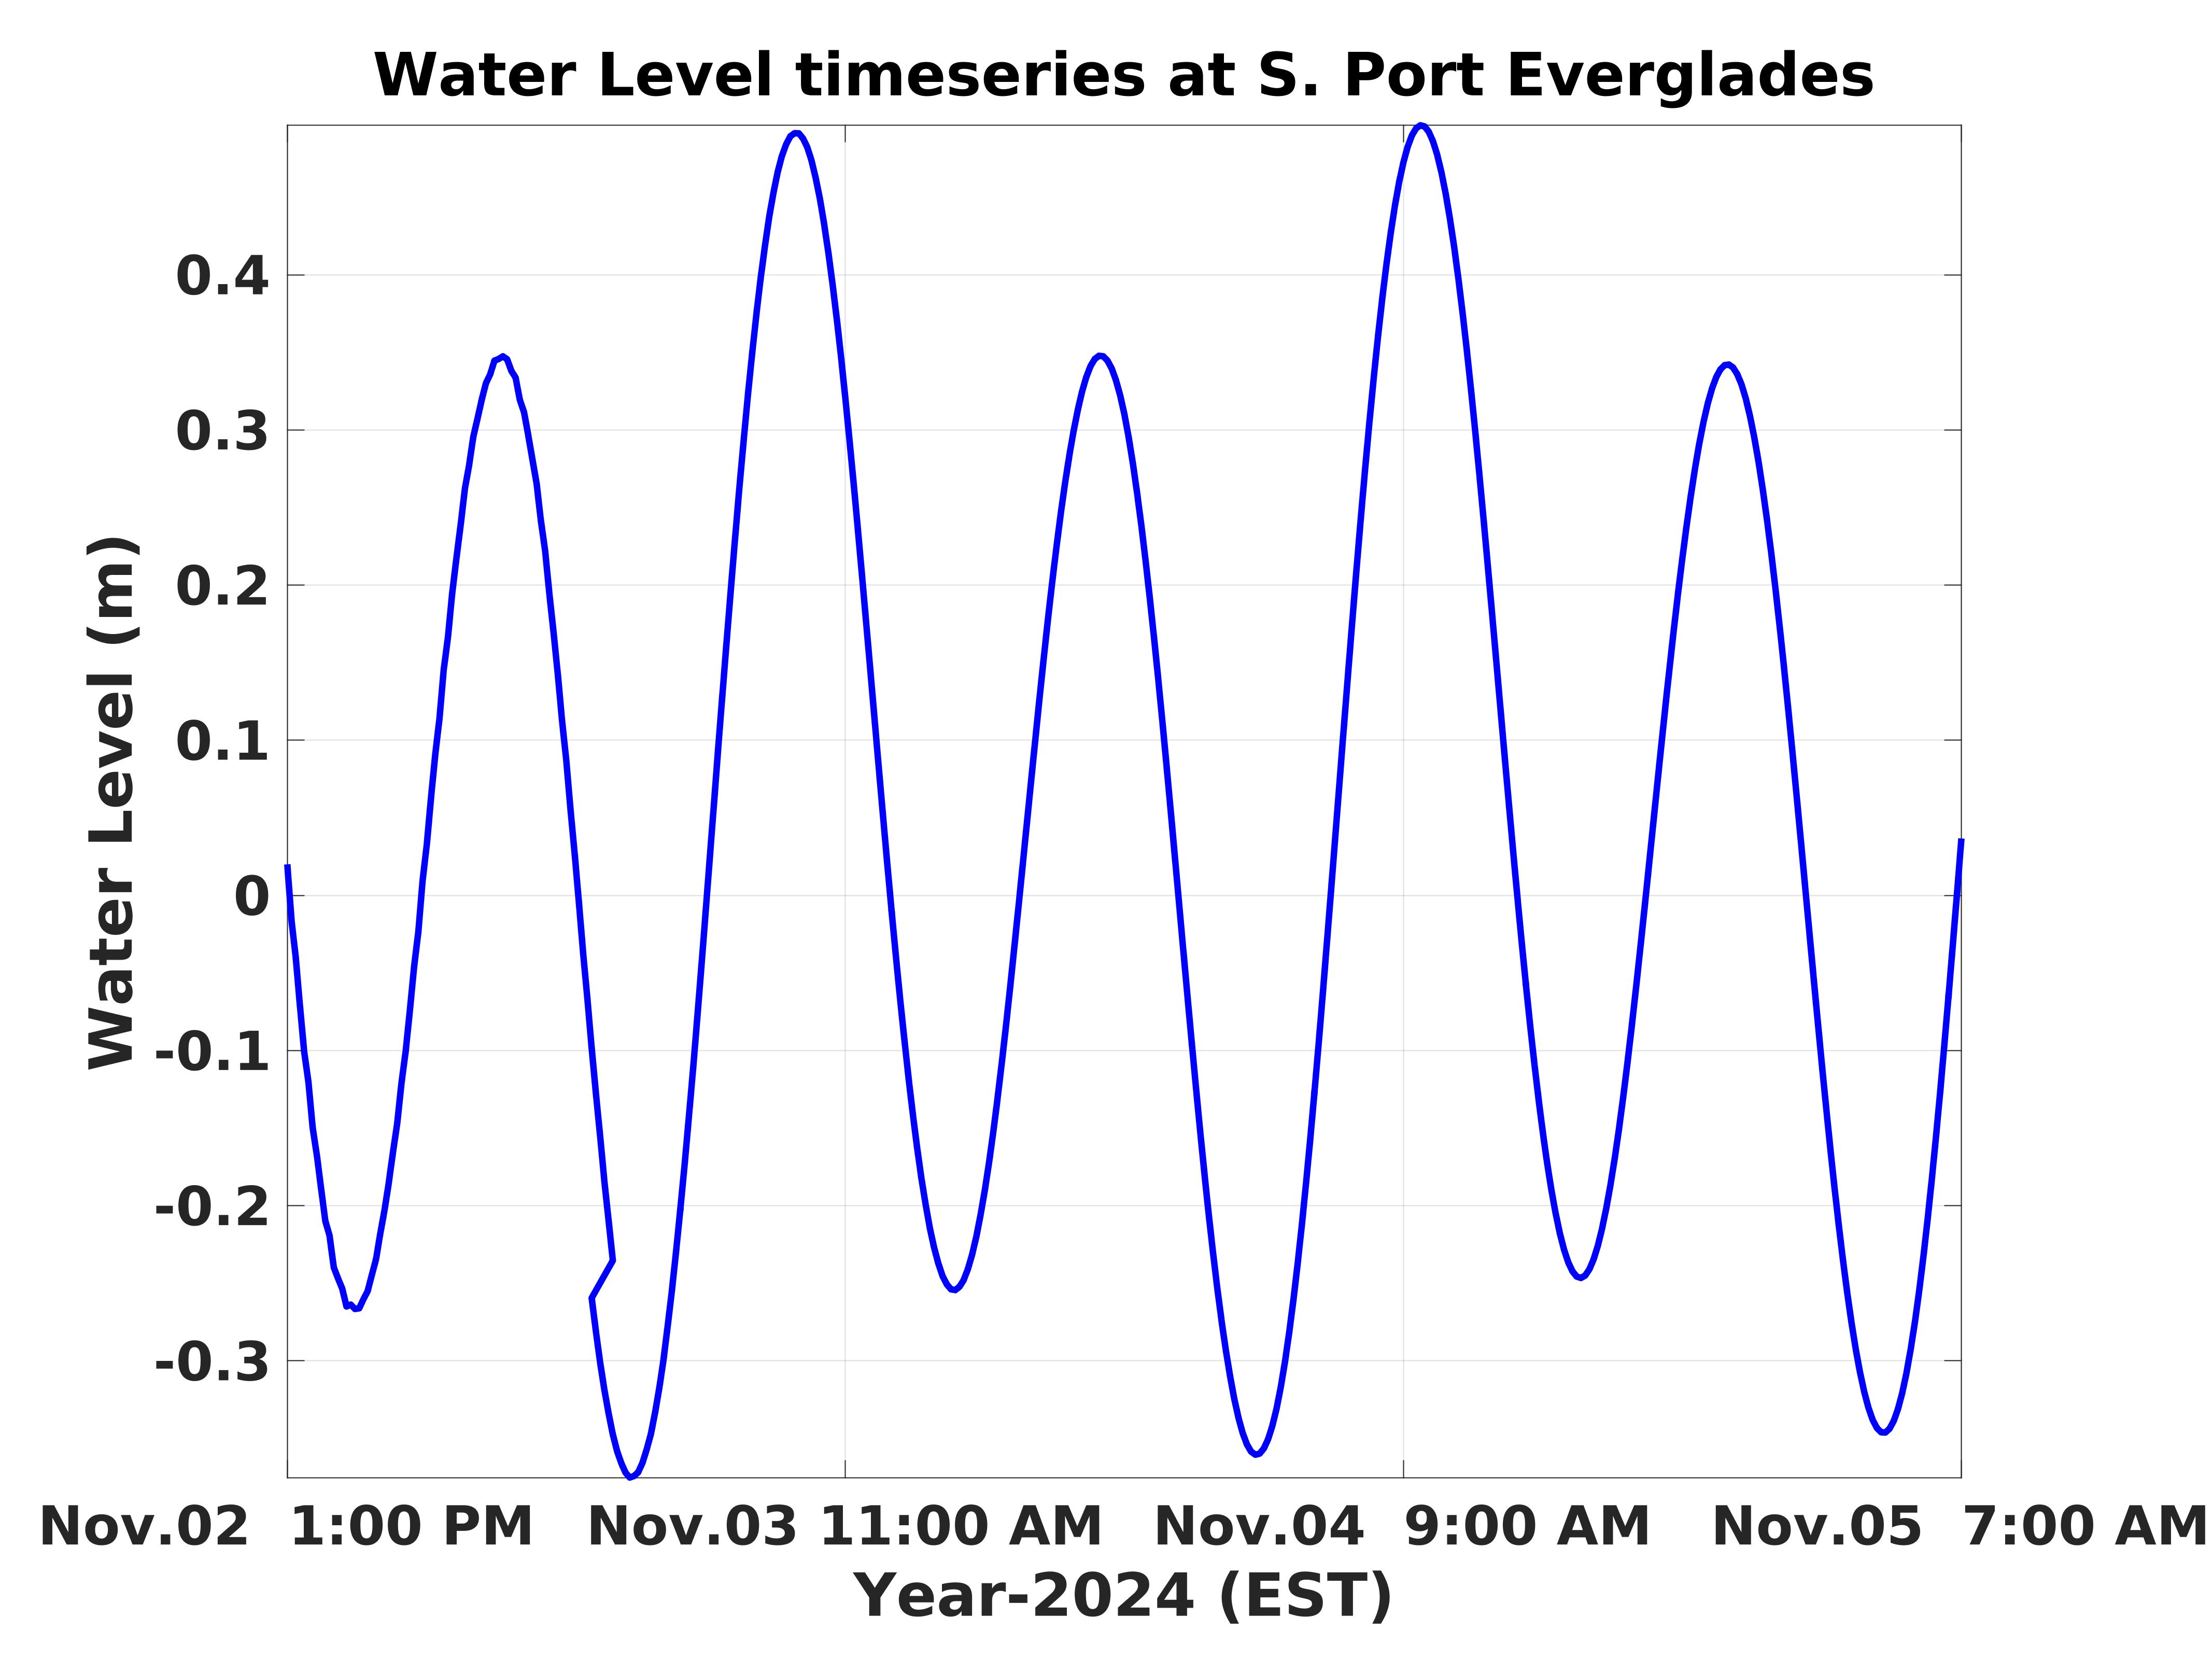 Water Level timeseries at S. Port Everglades
Water Level (m)
0.4
0.3
0.2
0.1
0
-0.1
-0.2
-0.3
Nov.02 1:00 PM Nov.03 11:00 AM Nov.04 9:00 AM Nov.05 7:00 AM
Year-2024 (EST)